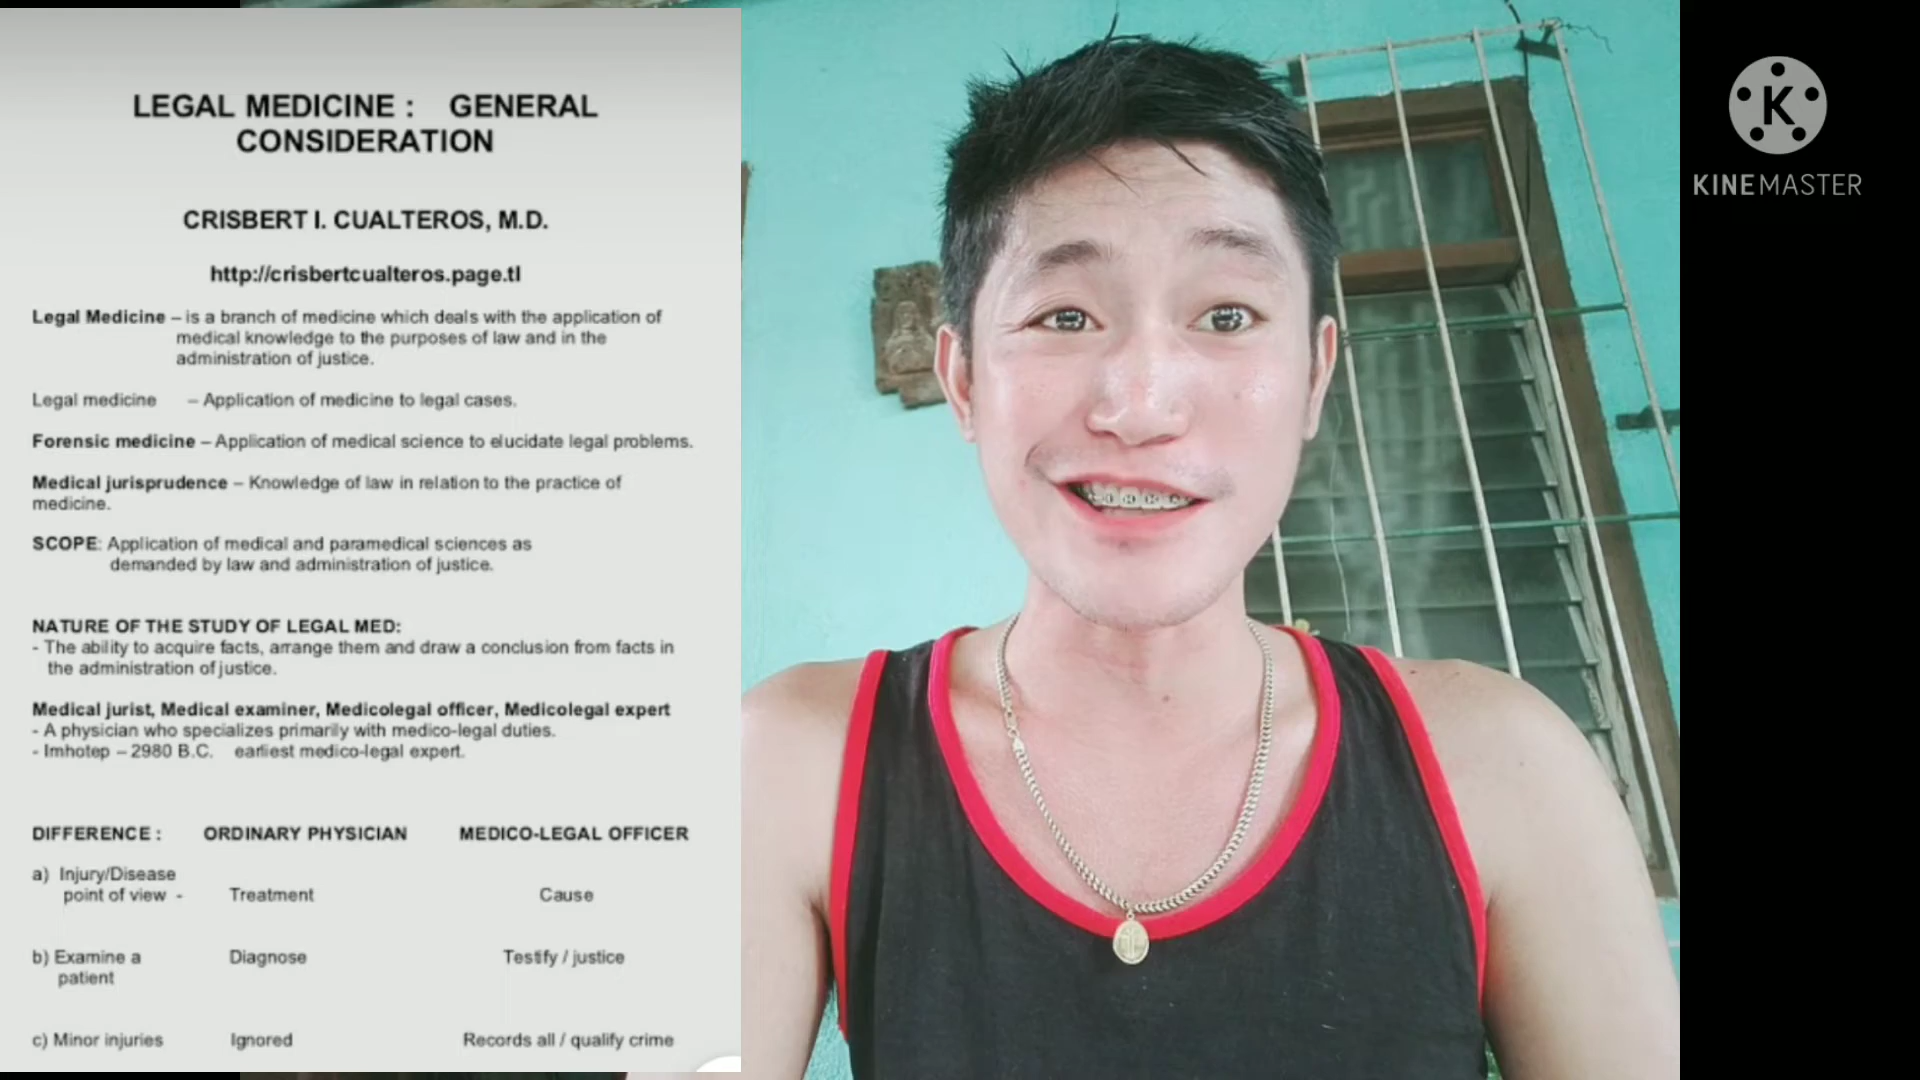 LEGAL MEDICINE : GENERAL
CONSIDERATION
CRISBERT I. CUALTEROS, M.D.
http://crisbertcualteros.page.tl
Legal Medicine – is a branch of medicine which deals with the application of
medical knowledge to the purposes of law and in the
administration of justice.
Legal medicine – Application of medicine to legal cases.
Forensic medicine – Application of medical science to elucidate legal problems.
Medical jurisprudence – Knowledge of law in relation to the practice of
medicine.
SCOPE: Application of medical and paramedical sciences as
demanded by law and administration of justice.
NATURE OF THE STUDY OF LEGAL MED:
- The ability to acquire facts, arrange them and draw a conclusion from facts in
the administration of justice.
Medical jurist, Medical examiner, Medicolegal officer, Medicolegal expert
- A physician who specializes primarily with medico-legal duties.
- Imhotep – 2980 B.C. earliest medico-legal expert.
DIFFERENCE : ORDINARY PHYSICIAN MEDICO-LEGAL OFFICER
a) Injury/Disease
point of view - Treatment Cause
b) Examine a Diagnose Testify / justice
patient
c) Minor injuries Ignored Records all / qualify crime
K
KINEMASTER